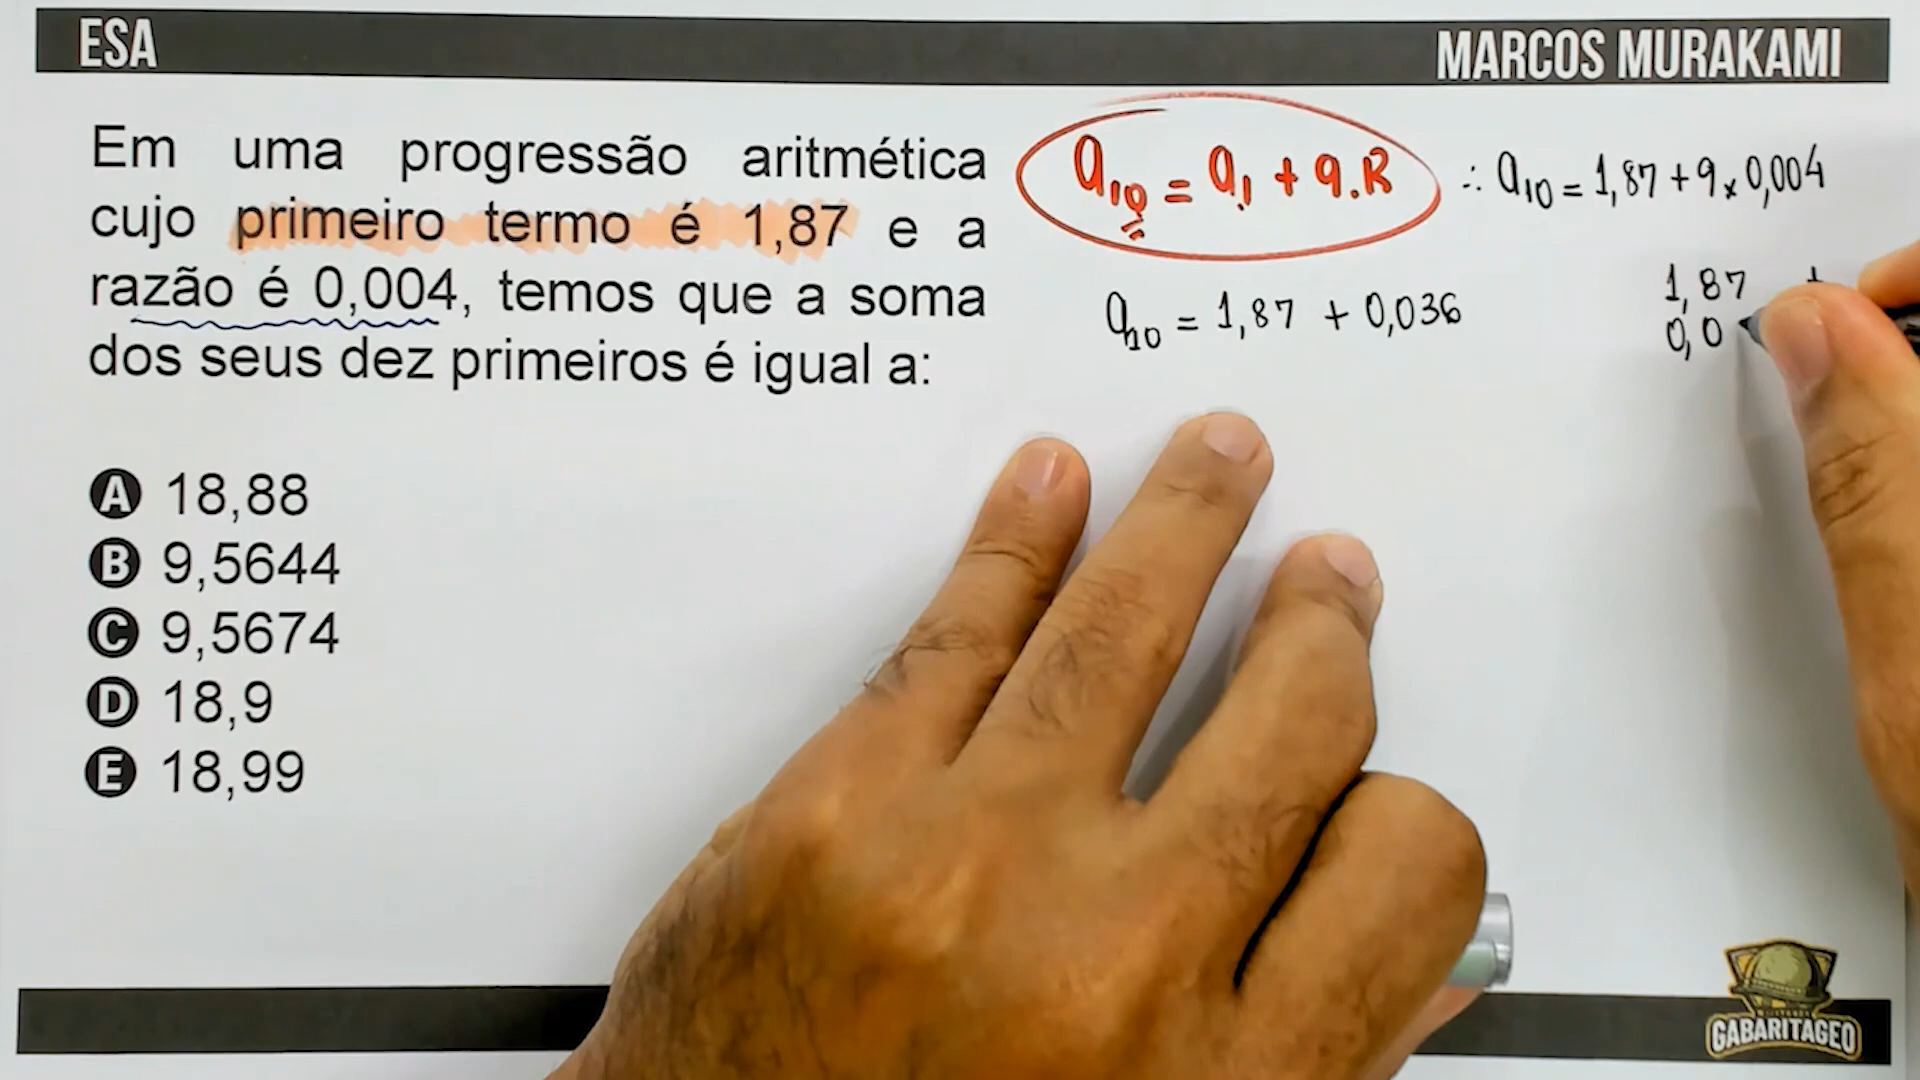 ESA
MARCOS MURAKAMI
Em uma progressão aritmética
cujo primeiro termo é 1,87 e a
razão é 0,004, temos que a soma
dos seus dez primeiros é igual a:
A 18,88
B 9,5644
C 9,5674
D 18,9
E 18,99
a₁₀ = a₁ + 9.R
∴ a₁₀ = 1,87 + 9 x 0,004
a₁₀ = 1,87 + 0,036
1,87 +
0,0
GABARITAGEO